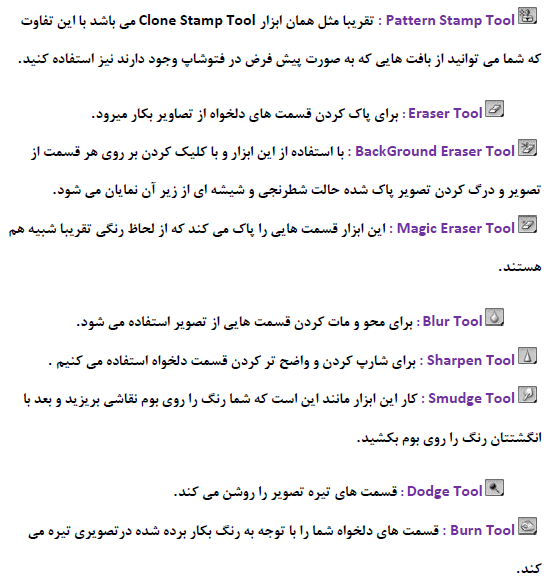 Pattern Stamp Tool : تقریبا مثل همان ابزار Clone Stamp Tool می باشد با این تفاوت
که شما می توانید از بافت هایی که به صورت پیش فرض در فتوشاپ وجود دارند نیز استفاده کنید.
Eraser Tool : برای پاک کردن قسمت های دلخواه از تصاویر بکار میرود.
BackGround Eraser Tool : با استفاده از این ابزار و با کلیک کردن بر روی هر قسمت از
تصویر و درگ کردن تصویر پاک شده حالت شطرنجی و شیشه ای از زیر آن نمایان می شود.
Magic Eraser Tool : این ابزار قسمت هایی را پاک می کند که از لحاظ رنگی تقریبا شبیه هم
هستند.
Blur Tool : برای محو و مات کردن قسمت هایی از تصویر استفاده می شود.
Sharpen Tool : برای شارپ کردن و واضح تر کردن قسمت دلخواه استفاده می کنیم .
Smudge Tool : کار این ابزار مانند این است که شما رنگ را روی بوم نقاشی بریزید و بعد با
انگشتتان رنگ را روی بوم بکشید.
Dodge Tool : قسمت های تیره تصویر را روشن می کند.
Burn Tool : قسمت های دلخواه شما را با توجه به رنگ بکار برده شده درتصویری تیره می
کند.